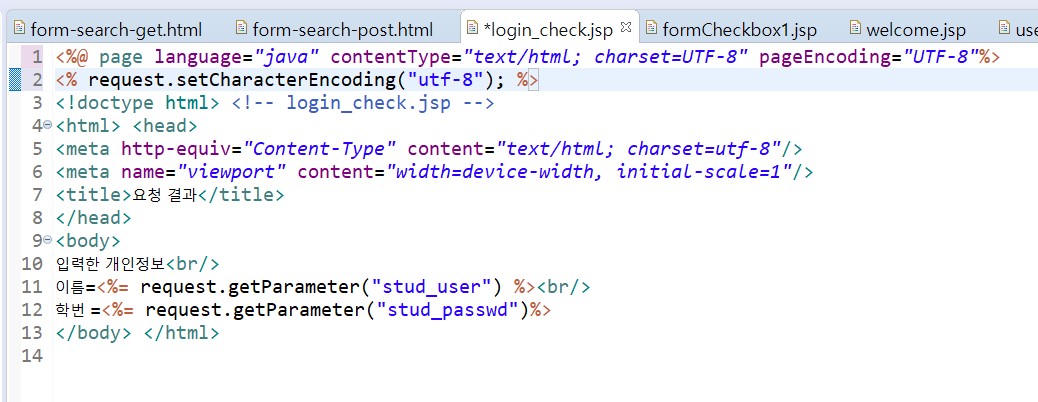 form-search-get.html form-search-post.html *login_check.jsp formCheckbox1.jsp welcome.jsp use
1 <%@ page language="java" contentType="text/html; charset=UTF-8" pageEncoding="UTF-8"%>
2 <% request.setCharacterEncoding("utf-8"); %>
3 <!doctype html> <!-- login_check.jsp -->
4 <html> <head>
5 <meta http-equiv="Content-Type" content="text/html; charset=utf-8"/>
6 <meta name="viewport" content="width=device-width, initial-scale=1"/>
7 <title>요청 결과</title>
8 </head>
9 <body>
10 입력한 개인정보<br/>
11 이름=<%= request.getParameter("stud_user") %><br/>
12 학번 =<%= request.getParameter("stud_passwd")%>
13 </body> </html>
14